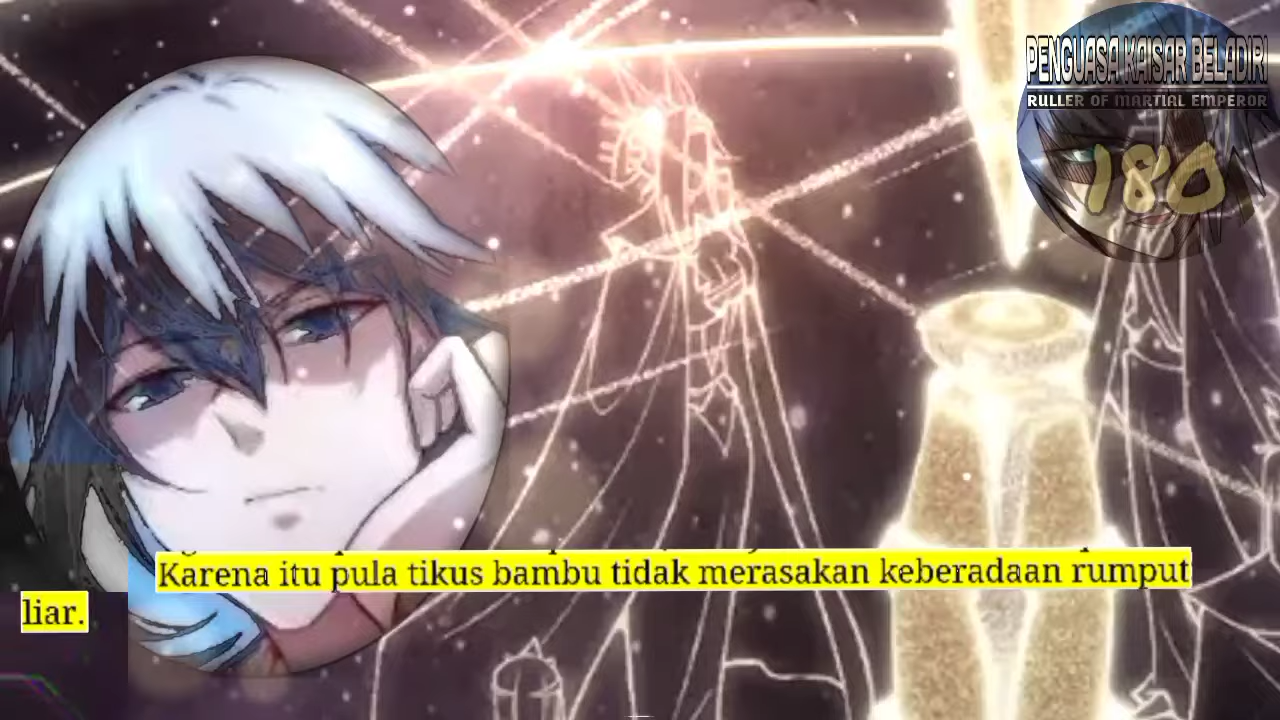 PENGUASA KAISAR BELADIRI
RULLER OF MARTIAL EMPEROR
180
Karena itu pula tikus bambu tidak merasakan keberadaan rumput
liar.